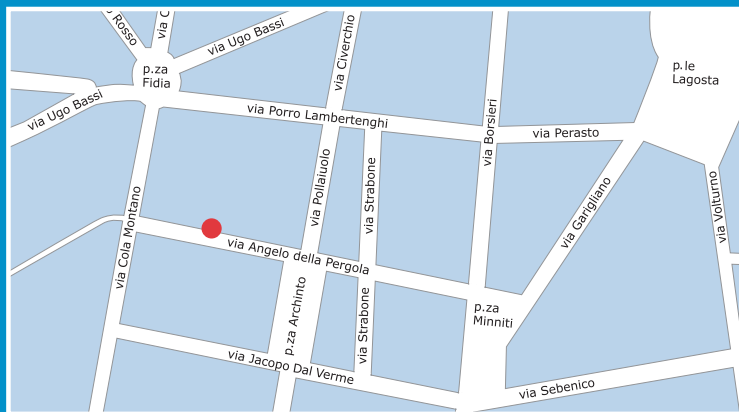 o Rosso
via C
via Ugo Bassi
via Civerchio
p.za
Fidia
p.le
Lagosta
via Ugo Bassi
via Porro Lambertenghi
via Borsieri
via Perasto
via Pollaiuolo
via Strabone
via Garigliano
via Volturno
via Cola Montano
via Angelo della Pergola
p.za Archinto
via Strabone
p.za
Minniti
via Jacopo Dal Verme
via Sebenico